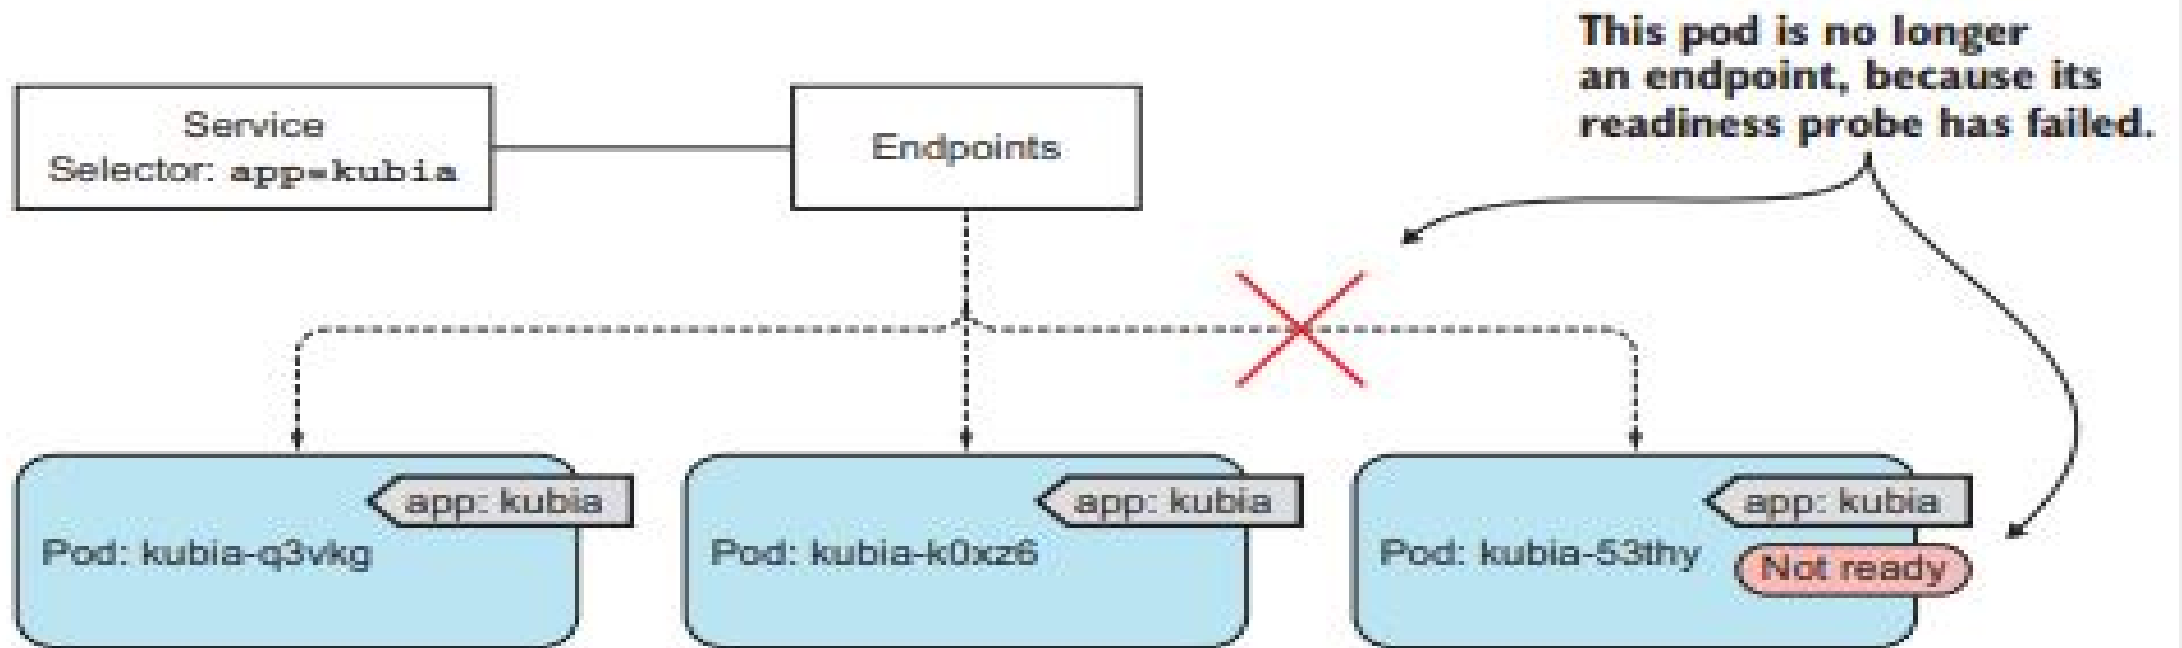 This pod is no longer
an endpoint, because its
readiness probe has failed.
Service
Selector: app=kubia
Endpoints
app: kubia
Pod: kubia-q3vkg
app: kubia
Pod: kubia-k0xz6
app: kubia
Pod: kubia-53thy
Not ready